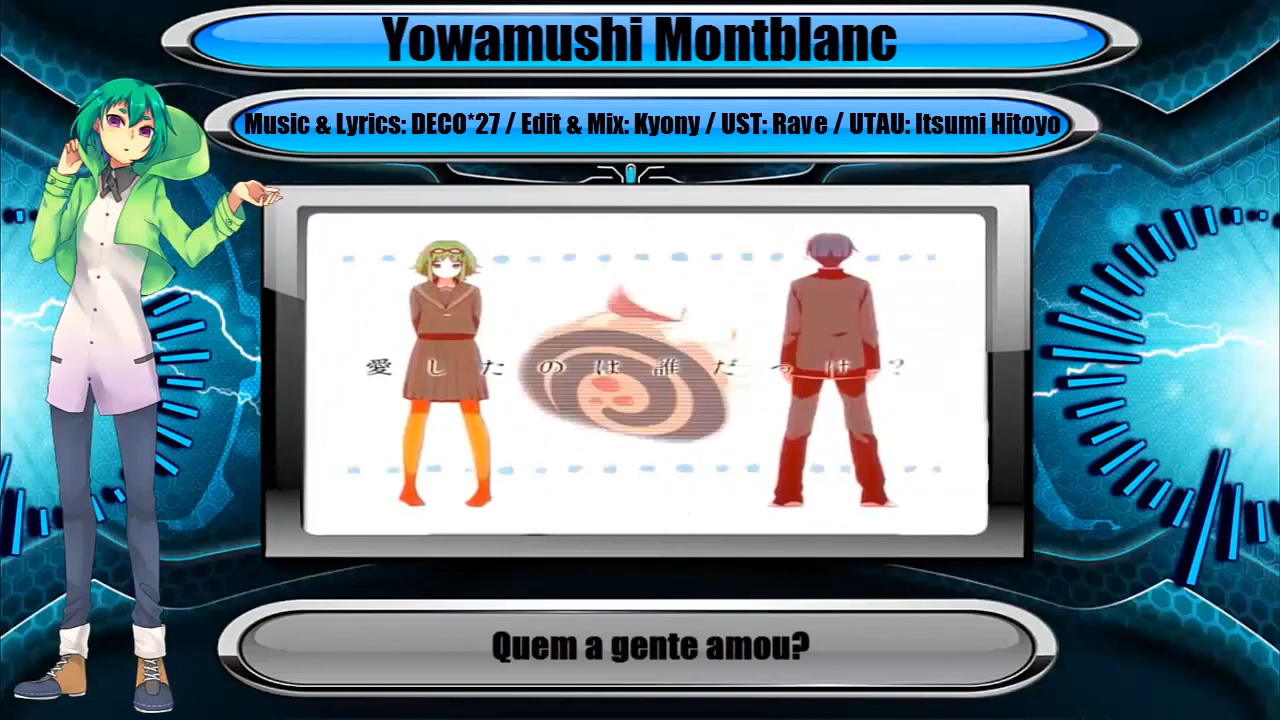 Yowamushi Montblanc
Music & Lyrics: DECO*27 / Edit & Mix: Kyony / UST: Rave / UTAU: Itsumi Hitoyo
愛したのは誰だっけ?
Quem a gente amou?